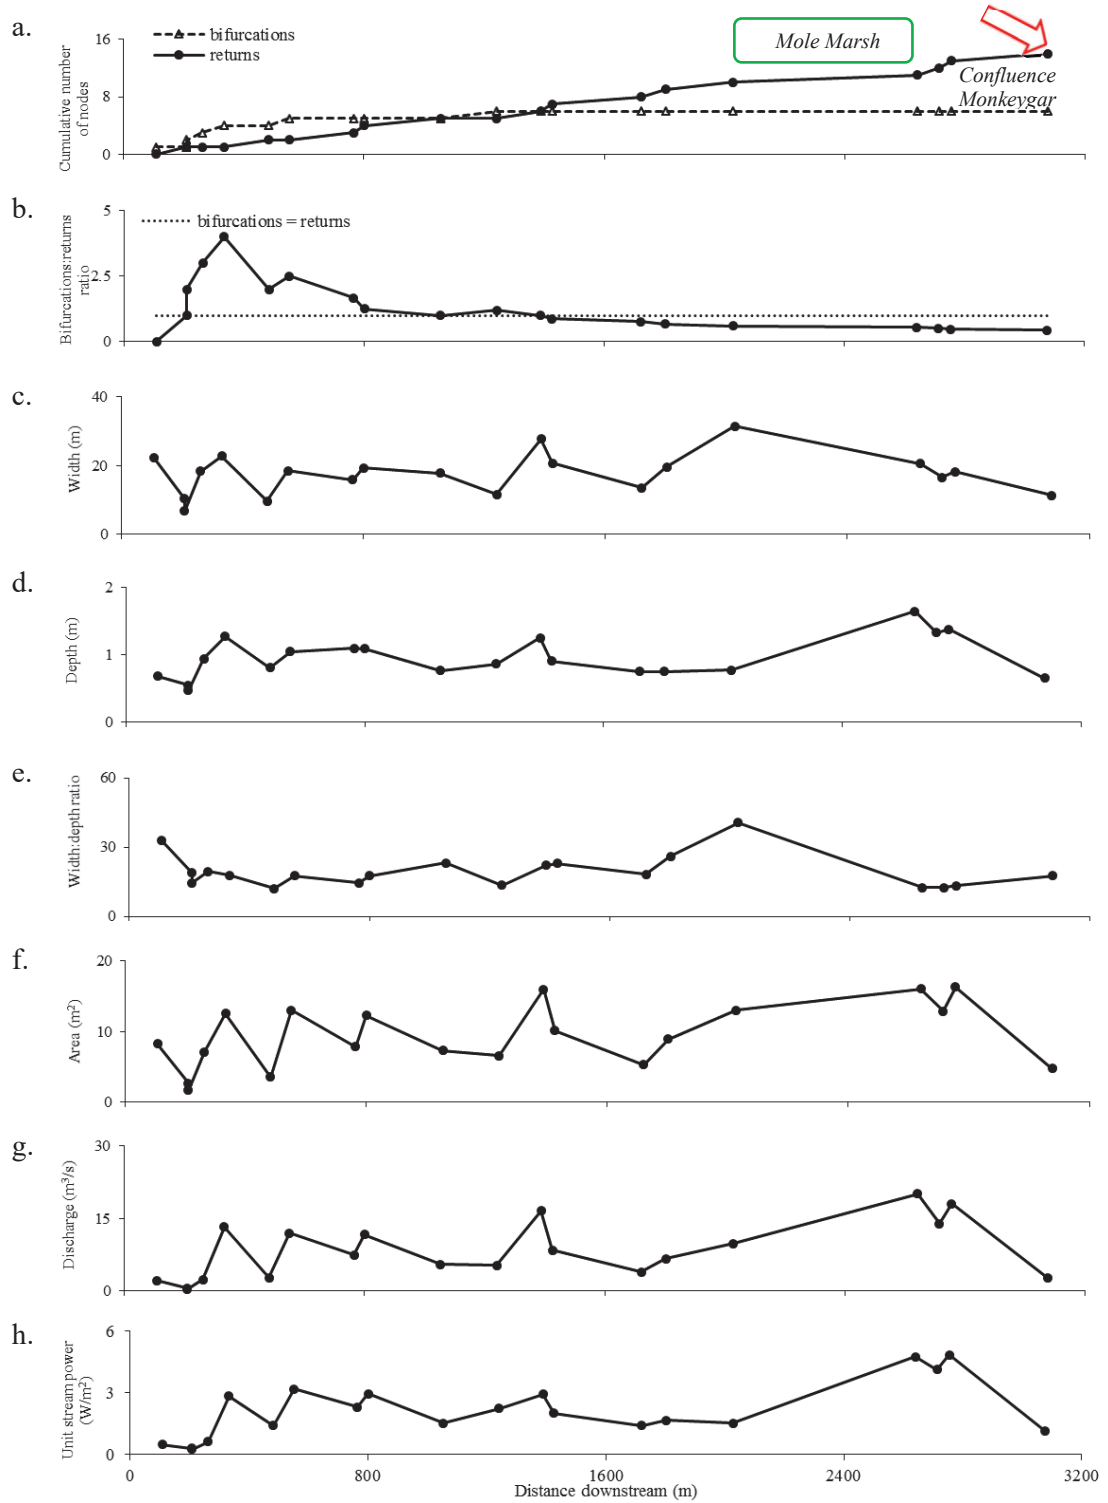 a.
16
8
0
Cumulative number
of nodes
bifurcations
returns
Mole Marsh
Confluence
Monkeygar
b.
5
2.5
0
Bifurcations:returns
ratio
bifurcations = returns
c.
40
20
0
Width (m)
d.
2
1
0
Depth (m)
e.
60
30
0
Width:depth ratio
f.
20
10
0
Area (m²)
g.
30
15
0
Discharge (m³/s)
h.
6
3
0
Unit stream power
(W/m²)
0 800 1600 2400 3200
Distance downstream (m)